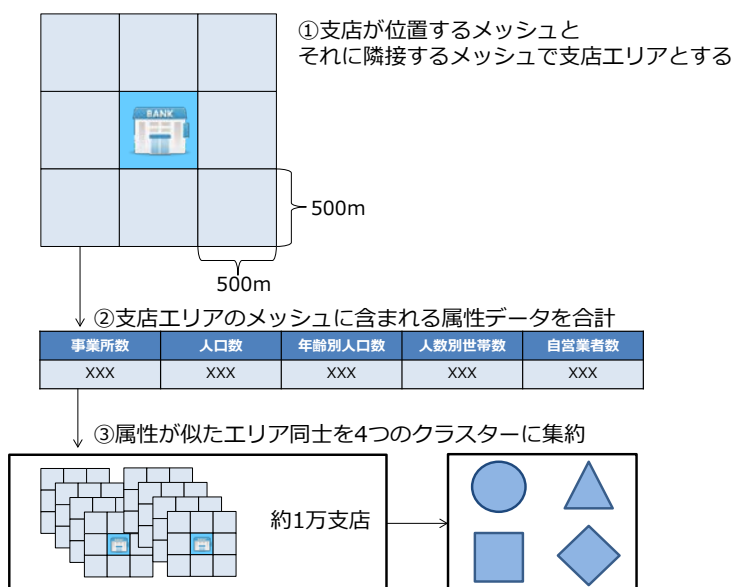 ①支店が位置するメッシュと
それに隣接するメッシュで支店エリアとする
BANK
500m
500m
②支店エリアのメッシュに含まれる属性データを合計
事業所数 人口数 年齢別人口数 人数別世帯数 自営業者数
XXX XXX XXX XXX XXX
③属性が似たエリア同士を4つのクラスターに集約
約1万支店